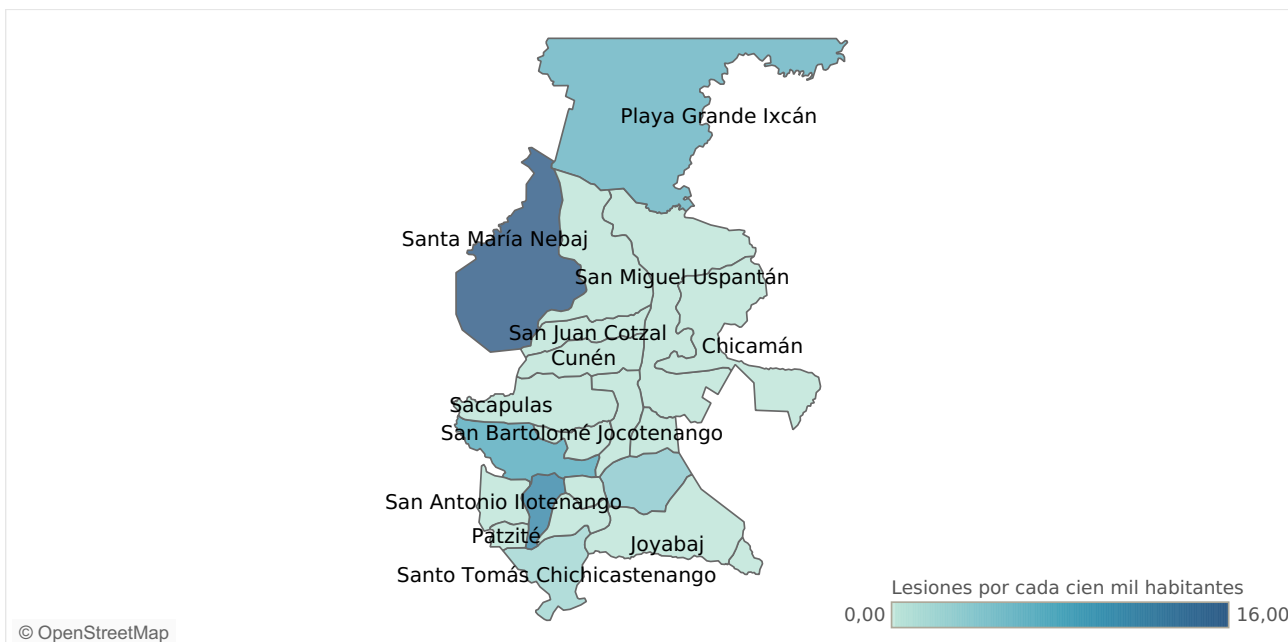 Playa Grande Ixcán
Santa María Nebaj
San Miguel Uspantán
San Juan Cotzal
Chicamán
Cunén
Sacapulas
San Bartolomé Jocotenango
San Antonio Ilotenango
Patzité
Joyabaj
Santo Tomás Chichicastenango
Lesiones por cada cien mil habitantes
0,00
16,00
© OpenStreetMap